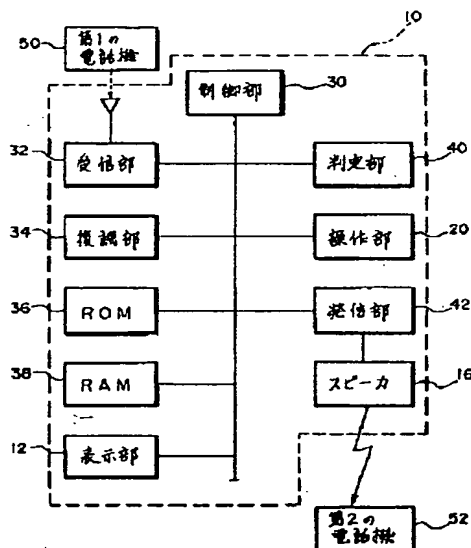 50
第1の
電話機
10
制御部
30
32
受信部
判定部
40
34
復調部
操作部
20
36
ROM
発信部
42
38
RAM
スピーカ
16
12
表示部
第2の
電話機
52